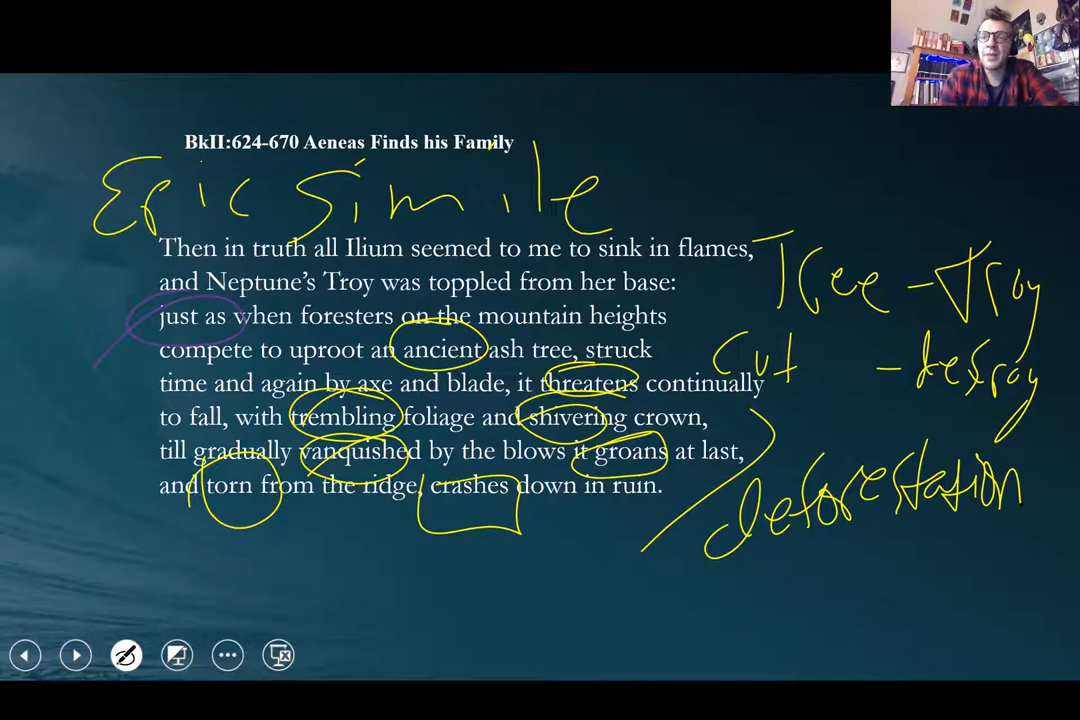 BkII:624-670 Aeneas Finds his Family
Epic Simile
Then in truth all Ilium seemed to me to sink in flames,
and Neptune's Troy was toppled from her base:
just as when foresters on the mountain heights
compete to uproot an ancient ash tree, struck
time and again by axe and blade, it threatens continually
to fall, with trembling foliage and shivering crown,
till gradually vanquished by the blows it groans at last,
and torn from the ridge, crashes down in ruin.
Tree - Troy
Cut - destroy
deforestation